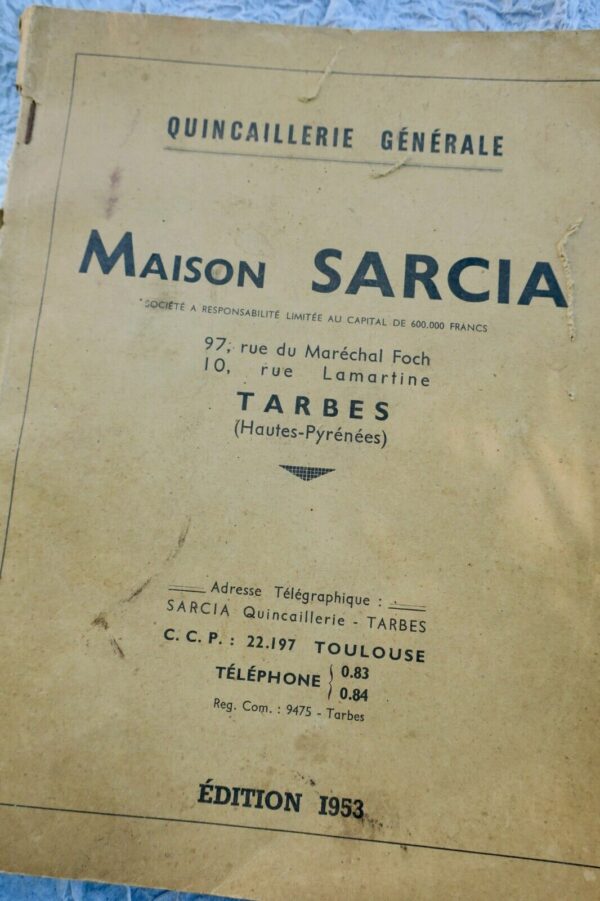 QUINCAILLERIE GÉNÉRALE
MAISON SARCIA
SOCIÉTÉ A RESPONSABILITÉ LIMITÉE AU CAPITAL DE 600.000 FRANCS
97, rue du Maréchal Foch
10, rue Lamartine
TARBES
(Hautes-Pyrénées)
Adresse Télégraphique :
SARCIA Quincaillerie - TARBES
C. C. P. : 22.197 TOULOUSE
TÉLÉPHONE { 0.83
0.84
Reg. Com. : 9475 - Tarbes
ÉDITION 1953